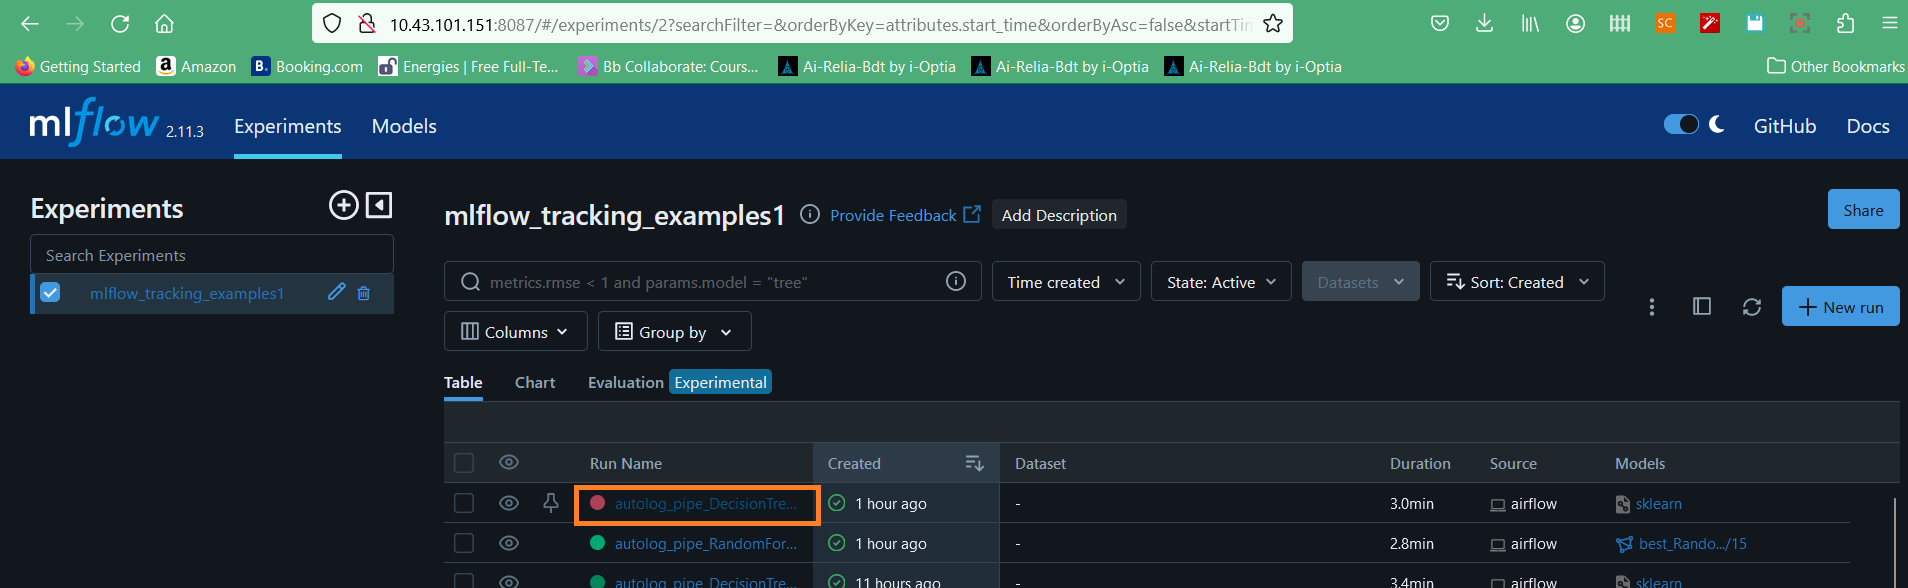 10.43.101.151:8087/#/experiments/2?searchFilter=&orderByKey=attributes.start_time&orderByAsc=false&startTin
SC
Getting Started
Amazon
B. Booking.com
Energies | Free Full-Te...
Bb Collaborate: Cours...
Ai-Relia-Bdt by i-Optia
Ai-Relia-Bdt by i-Optia
Ai-Relia-Bdt by i-Optia
Other Bookmarks
mlflow 2.11.3
Experiments
Models
GitHub
Docs
Experiments
Search Experiments
mlflow_tracking_examples1
mlflow_tracking_examples1
Provide Feedback
Add Description
Share
metrics.rmse < 1 and params.model = "tree"
Time created
State: Active
Datasets
Sort: Created
New run
Columns
Group by
Table
Chart
Evaluation Experimental
Run Name Created Dataset Duration Source Models
autolog_pipe_DecisionTre... 1 hour ago - 3.0min airflow sklearn
autolog_pipe_RandomFor... 1 hour ago - 2.8min airflow best_Rando.../15
autolog_pipe_DecisionTre... 11 hours ago - 3.4min airflow sklearn